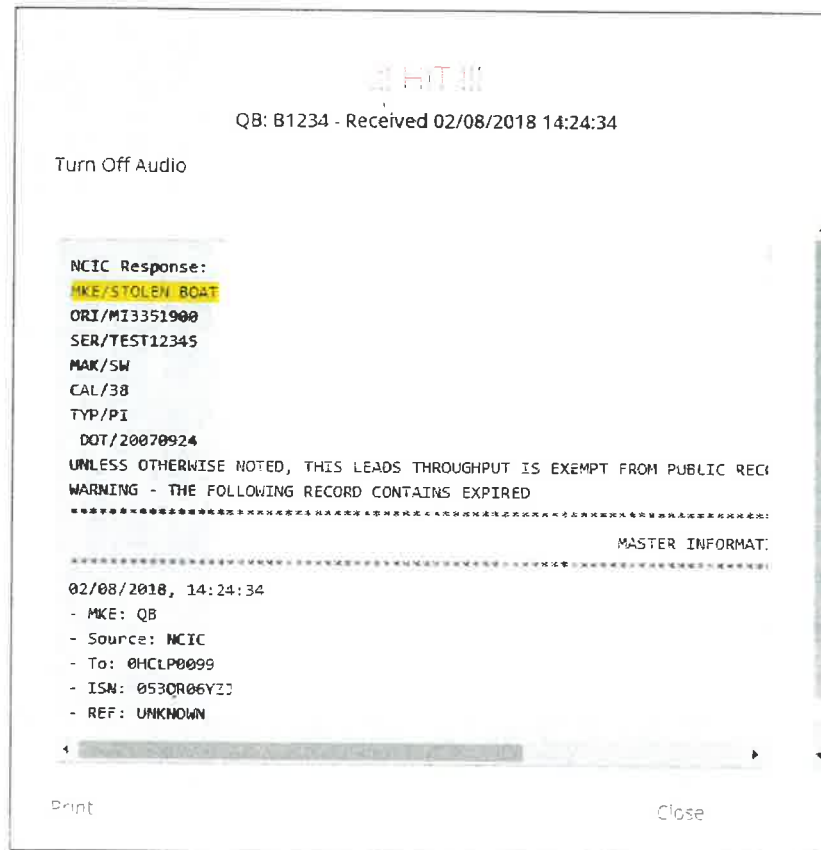 !!! HIT !!!
QB: B1234 - Received 02/08/2018 14:24:34
Turn Off Audio
NCIC Response:
MKE/STOLEN BOAT
ORI/MI3351900
SER/TEST12345
MAK/SW
CAL/38
TYP/PI
DOT/20070924
UNLESS OTHERWISE NOTED, THIS LEADS THROUGHPUT IS EXEMPT FROM PUBLIC REC
WARNING - THE FOLLOWING RECORD CONTAINS EXPIRED
MASTER INFORMAT
02/08/2018, 14:24:34
- MKE: QB
- Source: NCIC
- To: 0HCLP0099
- ISN:
- REF: UNKNOWN
Print
Close